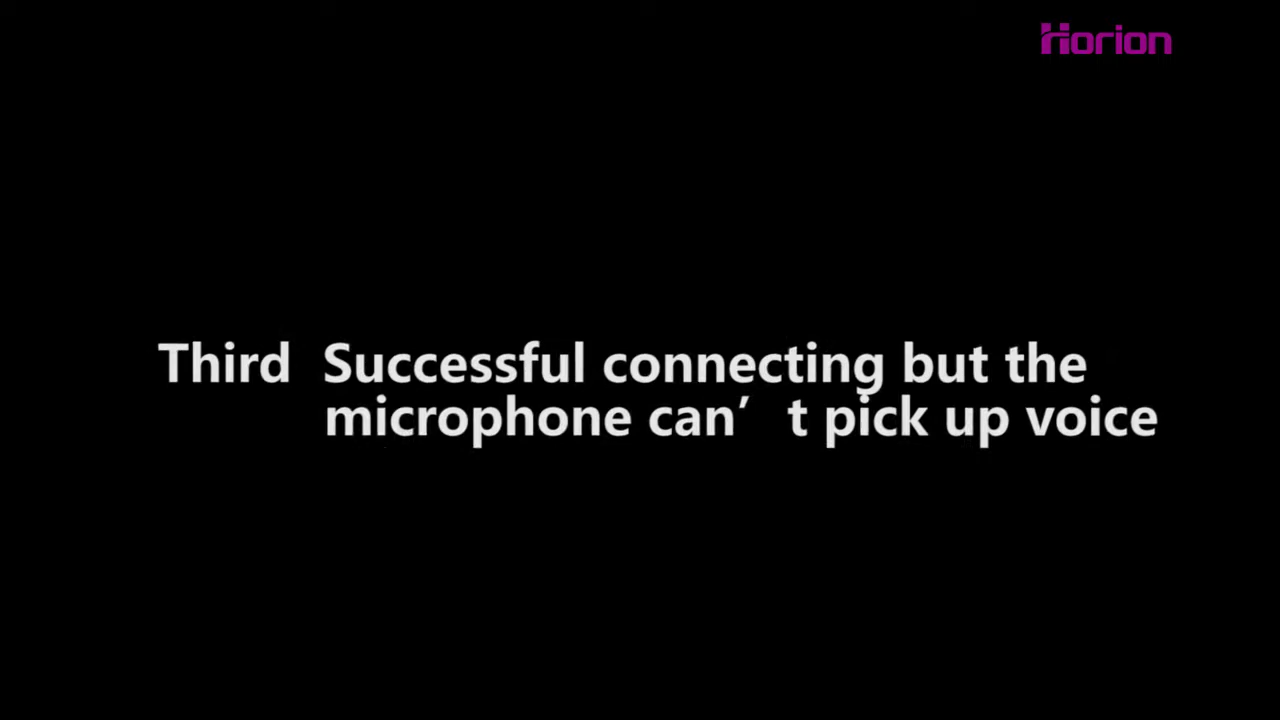 Horion
Third Successful connecting but the
microphone can’ t pick up voice